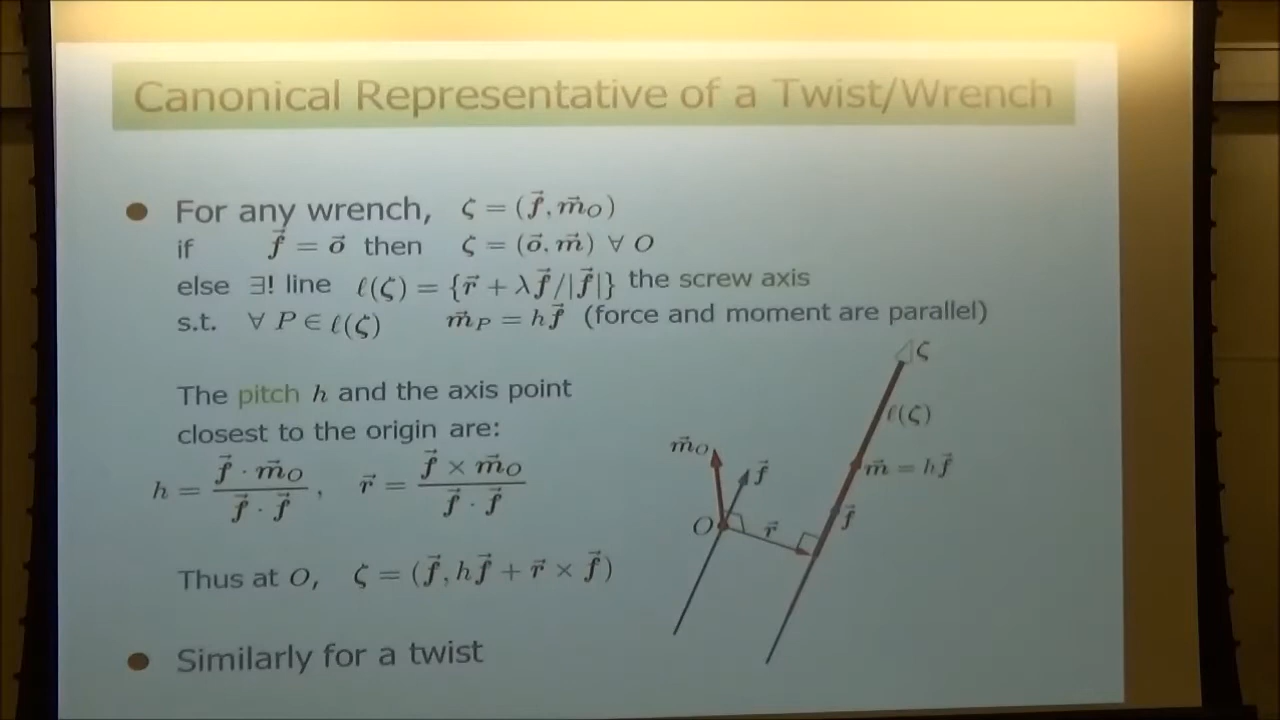 Canonical Representative of a Twist/Wrench
● For any wrench, ζ = (f⃗, m⃗_O)
if f⃗ = o⃗ then ζ = (o⃗, m⃗) ∀ O
else ∃! line ℓ(ζ) = {r⃗ + λf⃗/|f⃗|} the screw axis
s.t. ∀ P ∈ ℓ(ζ) m⃗_P = hf⃗ (force and moment are parallel)
The pitch h and the axis point
closest to the origin are:
h = (f⃗ · m⃗_O)/(f⃗ · f⃗), r⃗ = (f⃗ × m⃗_O)/(f⃗ · f⃗)
Thus at O, ζ = (f⃗, hf⃗ + r⃗ × f⃗)
● Similarly for a twist
ζ
ℓ(ζ)
m⃗_O
f⃗
m⃗ = hf⃗
O
r⃗
f⃗